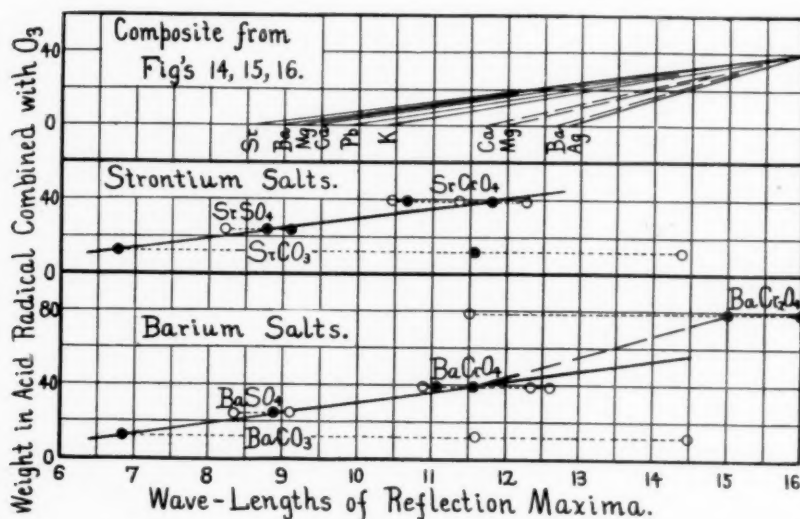 Weight in Acid Radical Combined with O₃
Composite from
Fig's 14, 15, 16.
40
0
Sr
Ba
Mg
Ca
Pb
K
Ca
Mg
Ba
Ag
Strontium Salts.
SrCrO₄
40
SrSO₄
SrCO₃
0
80
BaCr₂O₇
Barium Salts.
40
BaCrO₄
BaSO₄
BaCO₃
0
6 7 8 9 10 11 12 13 14 15 16
Wave-Lengths of Reflection Maxima.